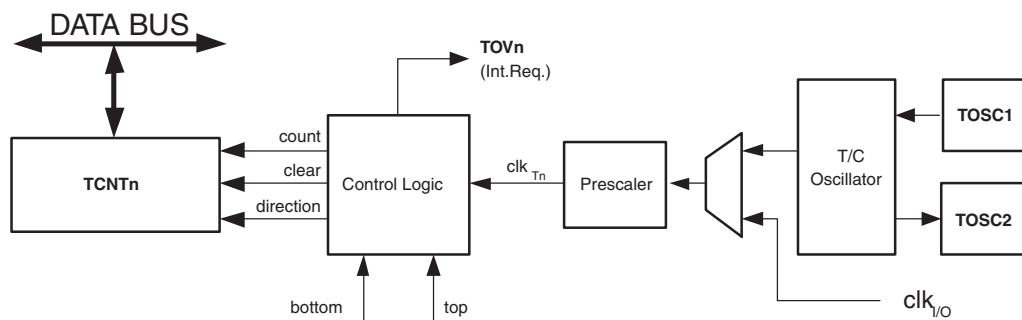 DATA BUS
TOVn
(Int.Req.)
TCNTn
count
clear
direction
Control Logic
clk Tn
Prescaler
T/C
Oscillator
TOSC1
TOSC2
bottom
top
clk I/O